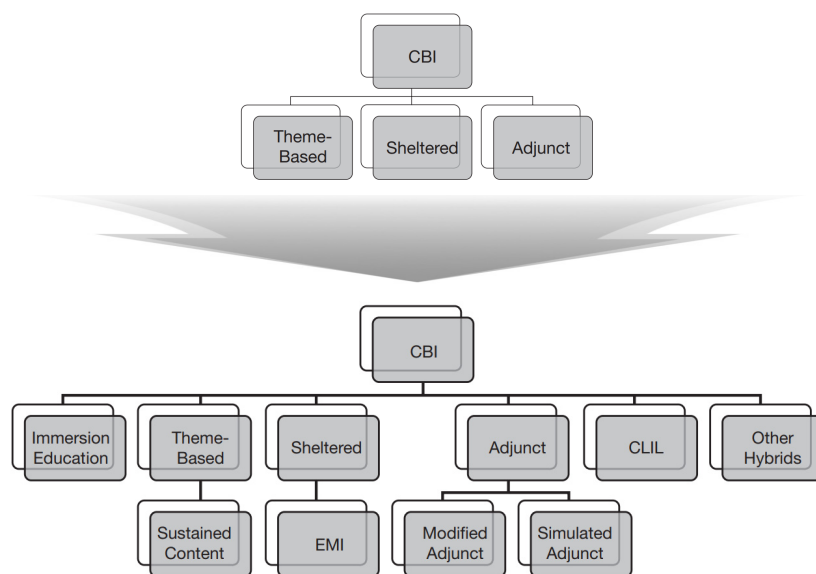 CBI
Theme-
Based
Sheltered
Adjunct
CBI
Immersion
Education
Theme-
Based
Sheltered
Adjunct
CLIL
Other
Hybrids
Sustained
Content
EMI
Modified
Adjunct
Simulated
Adjunct